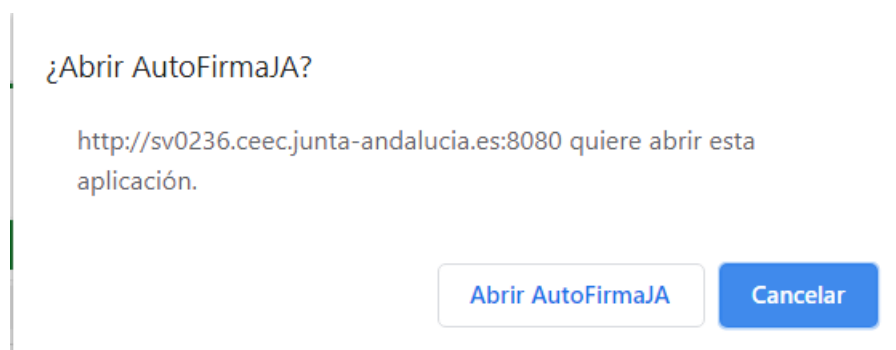 ¿Abrir AutoFirmaJA?
http://sv0236.ceec.junta-andalucia.es:8080 quiere abrir esta
aplicación.
Abrir AutoFirmaJA
Cancelar